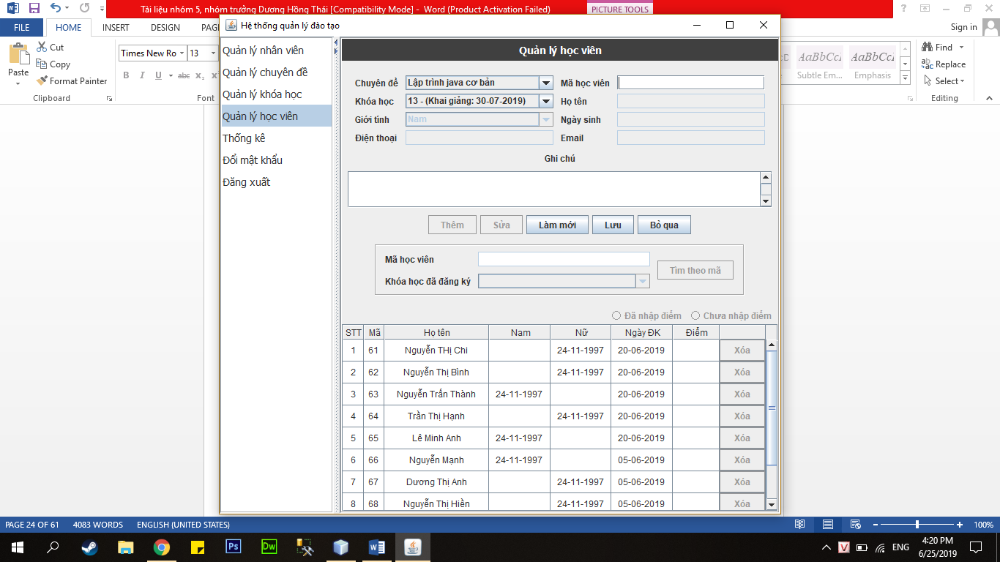 Tài liệu nhóm 5, nhóm trưởng Dương Hồng Thái [Compatibility Mode] - Word (Product Activation Failed)
PICTURE TOOLS
FILE HOME INSERT DESIGN PAG
Sign in
Hệ thống quản lý đào tạo
Paste
Cut
Copy
Format Painter
Clipboard
Times New Ro 13
B I U abc x₂ x²
Font
AaBbCcI AaBbCcI
Subtle Em... Emphasis
Find
Replace
Select
Editing
Quản lý nhân viên
Quản lý chuyên đề
Quản lý khóa học
Quản lý học viên
Thống kê
Đổi mật khẩu
Đăng xuất
Quản lý học viên
Chuyên đề Lập trình java cơ bản Mã học viên
Khóa học 13 - (Khai giảng: 30-07-2019) Họ tên
Giới tính Nam Ngày sinh
Điện thoại Email
Ghi chú
Thêm Sửa Làm mới Lưu Bỏ qua
Mã học viên
Khóa học đã đăng ký
Tìm theo mã
Đã nhập điểm Chưa nhập điểm
STT Mã Họ tên Nam Nữ Ngày ĐK Điểm
1 61 Nguyễn THị Chi 24-11-1997 20-06-2019 Xóa
2 62 Nguyễn Thị Bình 24-11-1997 20-06-2019 Xóa
3 63 Nguyễn Trấn Thành 24-11-1997 20-06-2019 Xóa
4 64 Trần Thị Hạnh 24-11-1997 20-06-2019 Xóa
5 65 Lê Minh Anh 24-11-1997 20-06-2019 Xóa
6 66 Nguyễn Mạnh 24-11-1997 05-06-2019 Xóa
7 67 Dương Thị Anh 24-11-1997 05-06-2019 Xóa
8 68 Nguyễn Thị Hiền 24-11-1997 05-06-2019 Xóa
PAGE 24 OF 61 4083 WORDS ENGLISH (UNITED STATES)
100%
Ps Dw
V ENG
4:20 PM
6/25/2019